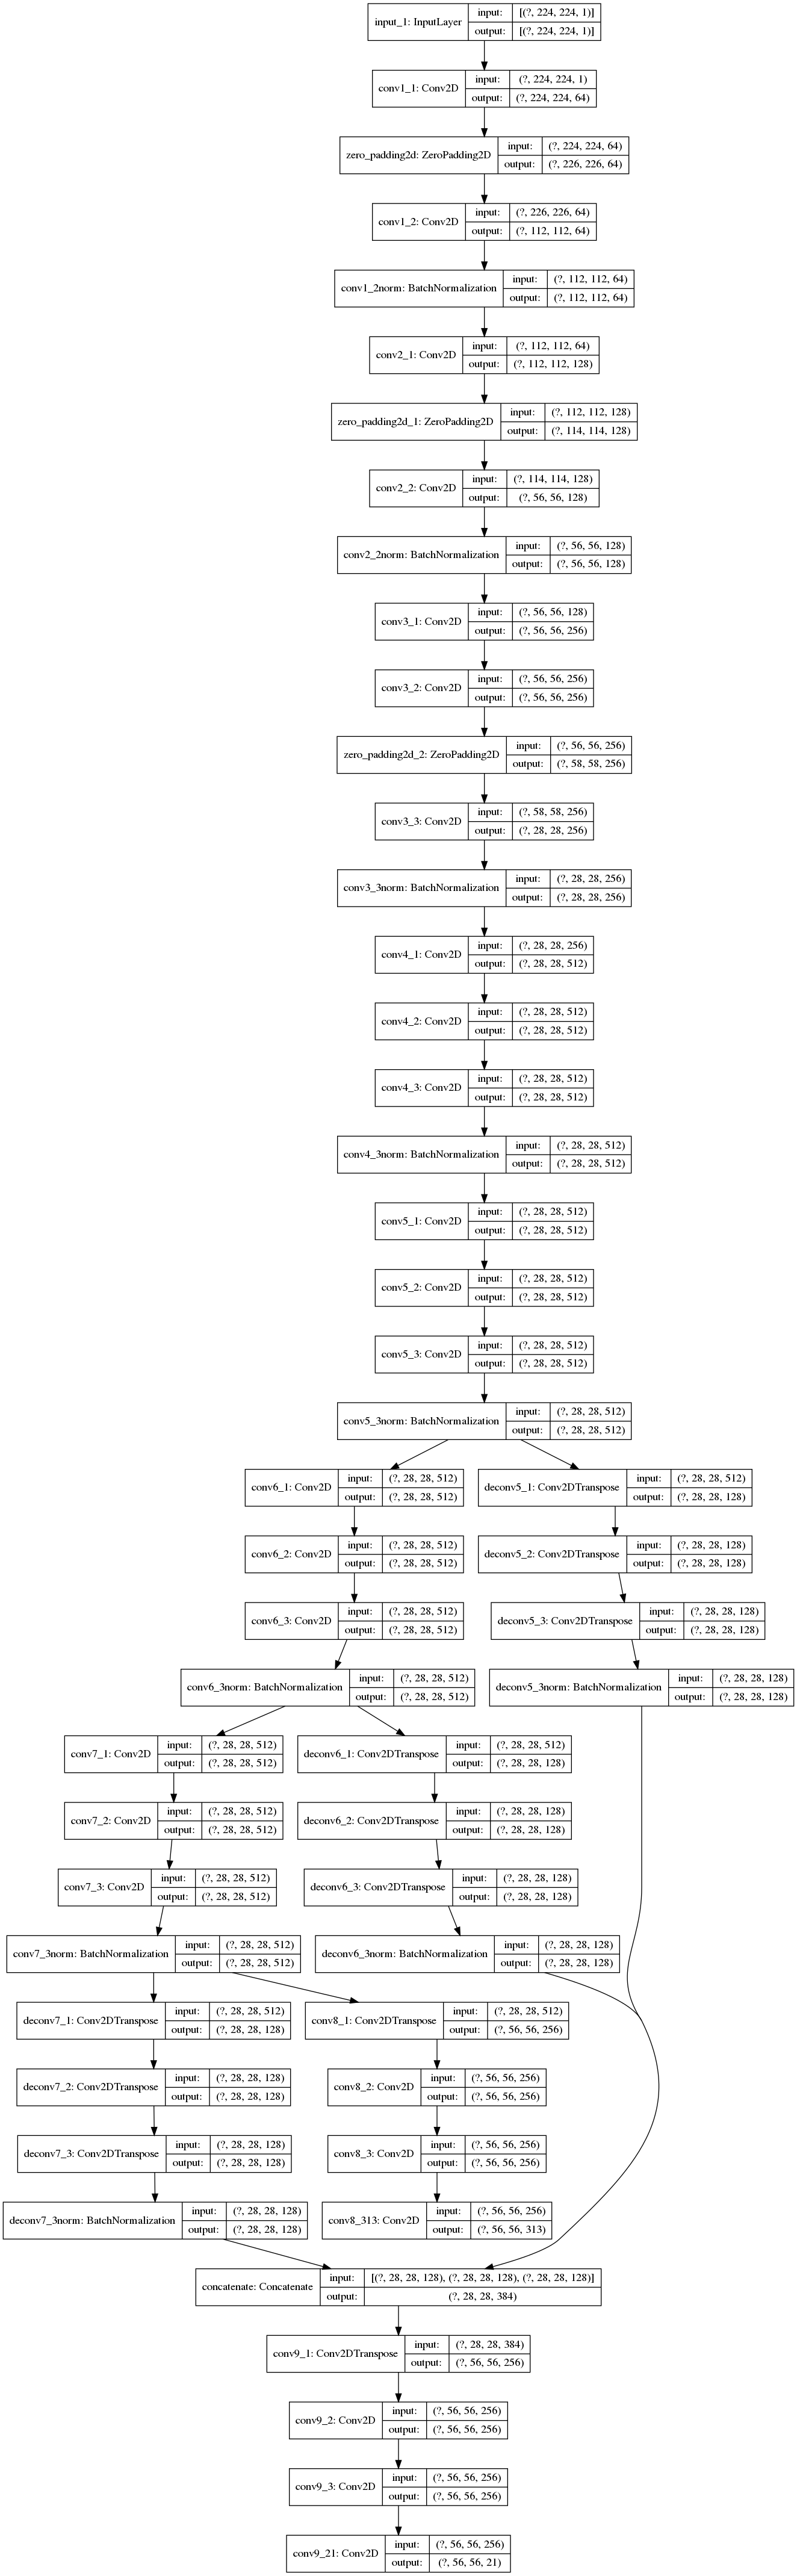 input_1: InputLayer
input: [(?, 224, 224, 1)]
output: [(?, 224, 224, 1)]
conv1_1: Conv2D
input: (?, 224, 224, 1)
output: (?, 224, 224, 64)
zero_padding2d: ZeroPadding2D
input: (?, 224, 224, 64)
output: (?, 226, 226, 64)
conv1_2: Conv2D
input: (?, 226, 226, 64)
output: (?, 112, 112, 64)
conv1_2norm: BatchNormalization
input: (?, 112, 112, 64)
output: (?, 112, 112, 64)
conv2_1: Conv2D
input: (?, 112, 112, 64)
output: (?, 112, 112, 128)
zero_padding2d_1: ZeroPadding2D
input: (?, 112, 112, 128)
output: (?, 114, 114, 128)
conv2_2: Conv2D
input: (?, 114, 114, 128)
output: (?, 56, 56, 128)
conv2_2norm: BatchNormalization
input: (?, 56, 56, 128)
output: (?, 56, 56, 128)
conv3_1: Conv2D
input: (?, 56, 56, 128)
output: (?, 56, 56, 256)
conv3_2: Conv2D
input: (?, 56, 56, 256)
output: (?, 56, 56, 256)
zero_padding2d_2: ZeroPadding2D
input: (?, 56, 56, 256)
output: (?, 58, 58, 256)
conv3_3: Conv2D
input: (?, 58, 58, 256)
output: (?, 28, 28, 256)
conv3_3norm: BatchNormalization
input: (?, 28, 28, 256)
output: (?, 28, 28, 256)
conv4_1: Conv2D
input: (?, 28, 28, 256)
output: (?, 28, 28, 512)
conv4_2: Conv2D
input: (?, 28, 28, 512)
output: (?, 28, 28, 512)
conv4_3: Conv2D
input: (?, 28, 28, 512)
output: (?, 28, 28, 512)
conv4_3norm: BatchNormalization
input: (?, 28, 28, 512)
output: (?, 28, 28, 512)
conv5_1: Conv2D
input: (?, 28, 28, 512)
output: (?, 28, 28, 512)
conv5_2: Conv2D
input: (?, 28, 28, 512)
output: (?, 28, 28, 512)
conv5_3: Conv2D
input: (?, 28, 28, 512)
output: (?, 28, 28, 512)
conv5_3norm: BatchNormalization
input: (?, 28, 28, 512)
output: (?, 28, 28, 512)
conv6_1: Conv2D
input: (?, 28, 28, 512)
output: (?, 28, 28, 512)
deconv5_1: Conv2DTranspose
input: (?, 28, 28, 512)
output: (?, 28, 28, 128)
conv6_2: Conv2D
input: (?, 28, 28, 512)
output: (?, 28, 28, 512)
deconv5_2: Conv2DTranspose
input: (?, 28, 28, 128)
output: (?, 28, 28, 128)
conv6_3: Conv2D
input: (?, 28, 28, 512)
output: (?, 28, 28, 512)
deconv5_3: Conv2DTranspose
input: (?, 28, 28, 128)
output: (?, 28, 28, 128)
conv6_3norm: BatchNormalization
input: (?, 28, 28, 512)
output: (?, 28, 28, 512)
deconv5_3norm: BatchNormalization
input: (?, 28, 28, 128)
output: (?, 28, 28, 128)
conv7_1: Conv2D
input: (?, 28, 28, 512)
output: (?, 28, 28, 512)
deconv6_1: Conv2DTranspose
input: (?, 28, 28, 512)
output: (?, 28, 28, 128)
conv7_2: Conv2D
input: (?, 28, 28, 512)
output: (?, 28, 28, 512)
deconv6_2: Conv2DTranspose
input: (?, 28, 28, 128)
output: (?, 28, 28, 128)
conv7_3: Conv2D
input: (?, 28, 28, 512)
output: (?, 28, 28, 512)
deconv6_3: Conv2DTranspose
input: (?, 28, 28, 128)
output: (?, 28, 28, 128)
conv7_3norm: BatchNormalization
input: (?, 28, 28, 512)
output: (?, 28, 28, 512)
deconv6_3norm: BatchNormalization
input: (?, 28, 28, 128)
output: (?, 28, 28, 128)
deconv7_1: Conv2DTranspose
input: (?, 28, 28, 512)
output: (?, 28, 28, 128)
conv8_1: Conv2DTranspose
input: (?, 28, 28, 512)
output: (?, 56, 56, 256)
deconv7_2: Conv2DTranspose
input: (?, 28, 28, 128)
output: (?, 28, 28, 128)
conv8_2: Conv2D
input: (?, 56, 56, 256)
output: (?, 56, 56, 256)
deconv7_3: Conv2DTranspose
input: (?, 28, 28, 128)
output: (?, 28, 28, 128)
conv8_3: Conv2D
input: (?, 56, 56, 256)
output: (?, 56, 56, 256)
deconv7_3norm: BatchNormalization
input: (?, 28, 28, 128)
output: (?, 28, 28, 128)
conv8_313: Conv2D
input: (?, 56, 56, 256)
output: (?, 56, 56, 313)
concatenate: Concatenate
input: [(?, 28, 28, 128), (?, 28, 28, 128), (?, 28, 28, 128)]
output: (?, 28, 28, 384)
conv9_1: Conv2DTranspose
input: (?, 28, 28, 384)
output: (?, 56, 56, 256)
conv9_2: Conv2D
input: (?, 56, 56, 256)
output: (?, 56, 56, 256)
conv9_3: Conv2D
input: (?, 56, 56, 256)
output: (?, 56, 56, 256)
conv9_21: Conv2D
input: (?, 56, 56, 256)
output: (?, 56, 56, 21)